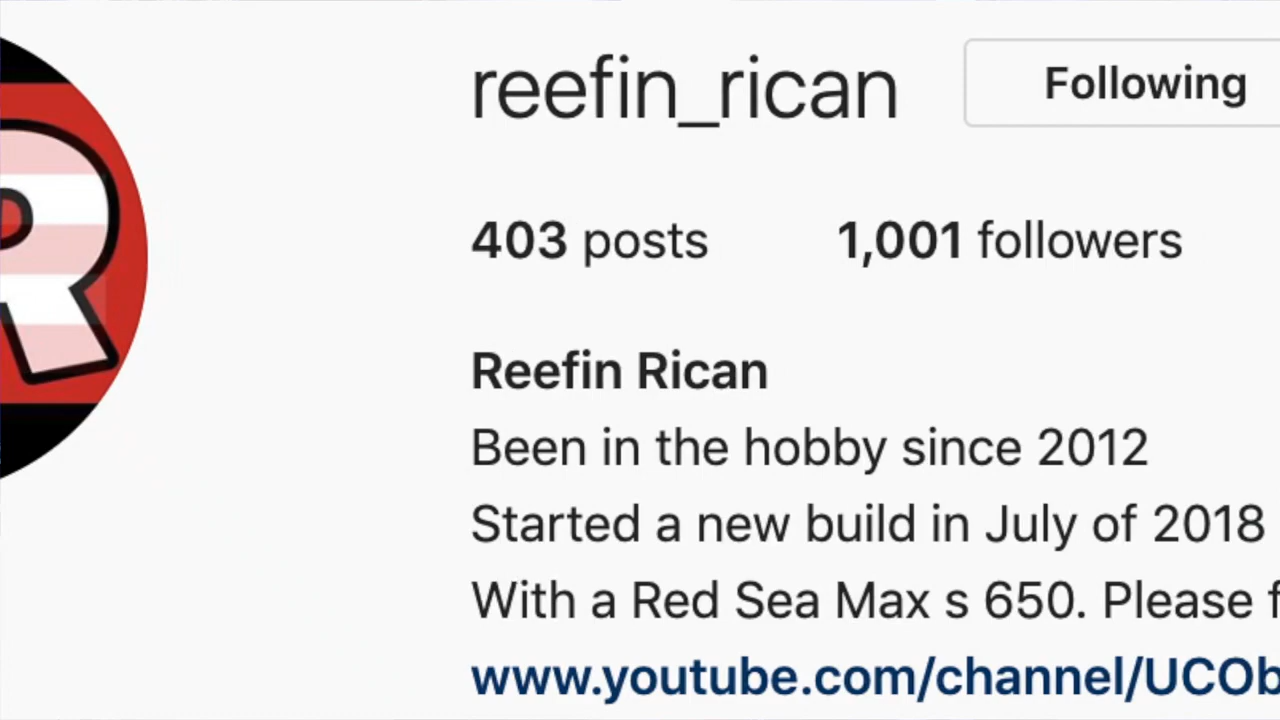 reefin_rican Following
403 posts 1,001 followers
Reefin Rican
Been in the hobby since 2012
Started a new build in July of 2018
With a Red Sea Max s 650. Please
www.youtube.com/channel/UCOb
R